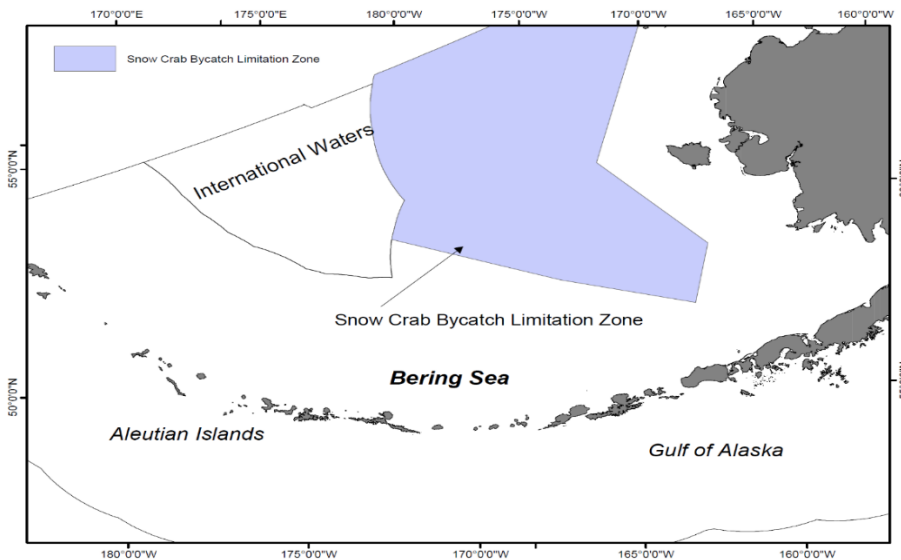 170°0'0"E
175°0'0"E
180°0'0"W
175°0'0"W
170°0'0"W
165°0'0"W
160°0'0"W
Snow Crab Bycatch Limitation Zone
International Waters
55°0'0"N
Snow Crab Bycatch Limitation Zone
Bering Sea
50°0'0"N
Aleutian Islands
Gulf of Alaska
180°0'0"W
175°0'0"W
170°0'0"W
165°0'0"W
160°0'0"W